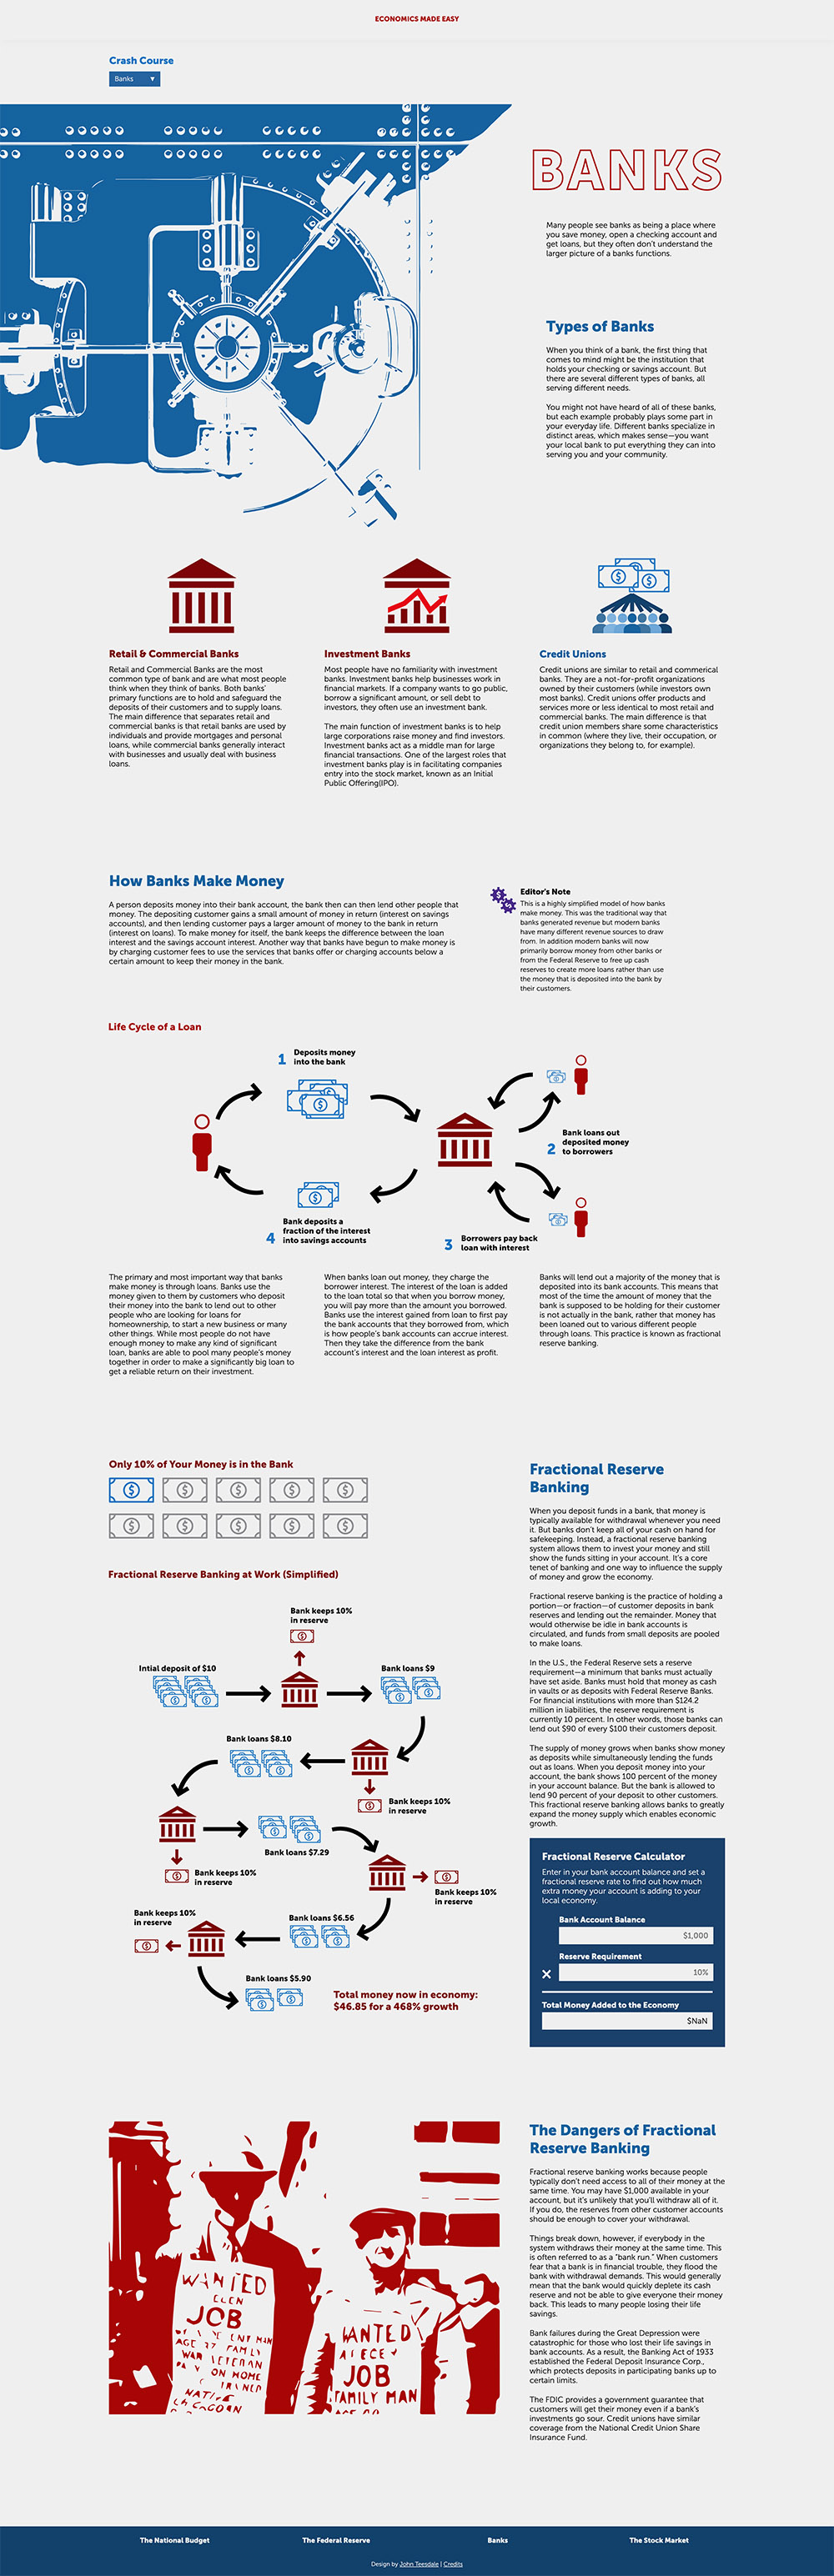 ECONOMICS MADE EASY
Crash Course
Banks
BANKS
Many people see banks as being a place where
you save money, open a checking account and
get loans, but they often don't understand the
larger picture of a banks functions.
Types of Banks
When you think of a bank, the first thing that
comes to mind might be the institution that
holds your checking or savings account. But
there are several different types of banks, all
serving different needs.
You might not have heard of all of these banks,
but each example probably plays some part in
your everyday life. Different banks specialize in
distinct areas, which makes sense—you want
your local bank to put everything they can into
serving you and your community.
Retail & Commercial Banks
Retail and Commercial Banks are the most
common type of bank and are what most people
think when they think of banks. Both banks'
primary functions are to hold and safeguard the
deposits of their customers and to supply loans.
The main difference that separates retail and
commercial banks is that retail banks are used by
individuals and provide mortgages and personal
loans, while commercial banks generally interact
with businesses and usually deal with business
loans.
Investment Banks
Most people have no familiarity with investment
banks. Investment banks help businesses work in
financial markets. If a company wants to go public,
borrow a significant amount, or sell debt to
investors, they often use an investment bank.
The main function of investment banks is to help
large corporations raise money and find investors.
Investment banks act as a middle man for large
financial transactions. One of the largest roles that
investment banks play is in facilitating companies
entry into the stock market, known as an Initial
Public Offering(IPO).
Credit Unions
Credit unions are similar to retail and commerical
banks. They are a not-for-profit organizations
owned by their customers (while investors own
most banks). Credit unions offer products and
services more or less identical to most retail and
commercial banks. The main difference is that
credit union members share some characteristics
in common (where they live, their occupation, or
organizations they belong to, for example).
How Banks Make Money
A person deposits money into their bank account, the bank then can then lend other people that
money. The depositing customer gains small amount of money in return (interest on savings
accounts), and then lending customer pays a larger amount of money to the bank in return
(interest on loans). To make money for itself, the bank keeps the difference between the loan
interest and the savings account interest. Another way that banks have begun to make money is
by charging customer fees to use the services that banks offer or charging accounts below a
certain amount to keep their money in the bank.
Editor's Note
This is a highly simplified model of how banks
make money. This was the traditional way that
banks generated revenue but modern banks
have many different revenue sources to draw
from. In addition modern banks will now
primarily borrow money from other banks or
from the Federal Reserve to free up cash
reserves to create more loans rather than use
the money that is deposited into the bank by
their customers.
Life Cycle of a Loan
1 Deposits money
into the bank
Bank loans out
deposited money
2 to borrowers
Bank deposits a
fraction of the interest
4 into savings accounts
3 Borrowers pay back
loan with interest
The primary and most important way that banks
make money is through loans. Banks use the
money given to them by customers who deposit
their money into the bank to lend out to other
people who are looking for loans for
homeownership, to start a new business or many
other things. While most people do not have
enough money to make any kind of significant
loan, banks are able to pool many people's money
together in order to make a significantly big loan to
get a reliable return on their investment.
When banks loan out money, they charge the
borrower interest. The interest of the loan is added
to the loan total so that when you borrow money,
you will pay more than the amount you borrowed.
Banks use the interest gained from loan to first pay
the bank accounts that they borrowed from, which
is how people's bank accounts can accrue interest.
Then they take the difference from the bank
account's interest and the loan interest as profit.
Banks will lend out a majority of the money that is
deposited into its bank accounts. This means that
most of the time the amount of money that the
bank is supposed to be holding for their customer
is not actually in the bank, rather that money has
been loaned out to various different people
through loans. This practice is known as fractional
reserve banking.
Only 10% of Your Money is in the Bank
Fractional Reserve Banking at Work (Simplified)
Bank keeps 10%
in reserve
Intial deposit of $10
Bank loans $9
Bank loans $8.10
Bank keeps 10%
in reserve
Bank loans $7.29
Bank keeps 10%
in reserve
Bank keeps 10%
in reserve
Bank keeps 10%
in reserve
Bank loans $6.56
Bank loans $5.90
Total money now in economy:
$46.85 for a 468% growth
Fractional Reserve
Banking
When you deposit funds in a bank, that money is
typically available for withdrawal whenever you need
it. But banks don't keep all of your cash on hand for
safekeeping. Instead, a fractional reserve banking
system allows them to invest your money and still
show the funds sitting in your account. It's a core
tenet of banking and one way to influence the supply
of money and grow the economy.
Fractional reserve banking is the practice of holding a
portion—or fraction—of customer deposits in bank
reserves and lending out the remainder. Money that
would otherwise be idle in bank accounts is
circulated, and funds from small deposits are pooled
to make loans.
In the U.S., the Federal Reserve sets a reserve
requirement—a minimum that banks must actually
have set aside. Banks must hold that money as cash
in vaults or as deposits with Federal Reserve Banks.
For financial institutions with more than $124.2
million in liabilities, the reserve requirement is
currently 10 percent. In other words, those banks can
lend out $90 of every $100 their customers deposit.
The supply of money grows when banks show money
as deposits while simultaneously lending the funds
out as loans. When you deposit money into your
account, the bank shows 100 percent of the money
in your account balance. But the bank is allowed to
lend 90 percent of your deposit to other customers.
This fractional reserve banking allows banks to greatly
expand the money supply which enables economic
growth.
Fractional Reserve Calculator
Enter in your bank account balance and set a
fractional reserve rate to find out how much
extra money your account is adding to your
local economy.
Bank Account Balance
$1,000
Reserve Requirement
10%
Total Money Added to the Economy
$NaN
WANTED
JOB
WANTED
JOB
FAMILY MAN
The Dangers of Fractional
Reserve Banking
Fractional reserve banking works because people
typically don't need access to all of their money at the
same time. You may have $1,000 available in your
account, but it's unlikely that you'll withdraw all of it.
If you do, the reserves from other customer accounts
should be enough to cover your withdrawal.
Things break down, however, if everybody in the
system withdraws their money at the same time. This
is often referred to as a "bank run." When customers
fear that a bank is in financial trouble, they flood the
bank with withdrawal demands. This would generally
mean that the bank would quickly deplete its cash
reserve and not be able to give everyone their money
back. This leads to many people losing their life
savings.
Bank failures during the Great Depression were
catastrophic for those who lost their life savings in
bank accounts. As a result, the Banking Act of 1933
established the Federal Deposit Insurance Corp.,
which protects deposits in participating banks up to
certain limits.
The FDIC provides a government guarantee that
customers will get their money even if a bank's
investments go sour. Credit unions have similar
coverage from the National Credit Union Share
Insurance Fund.
The National Budget
The Federal Reserve
Banks
The Stock Market
Design by John Teesdale | Credits